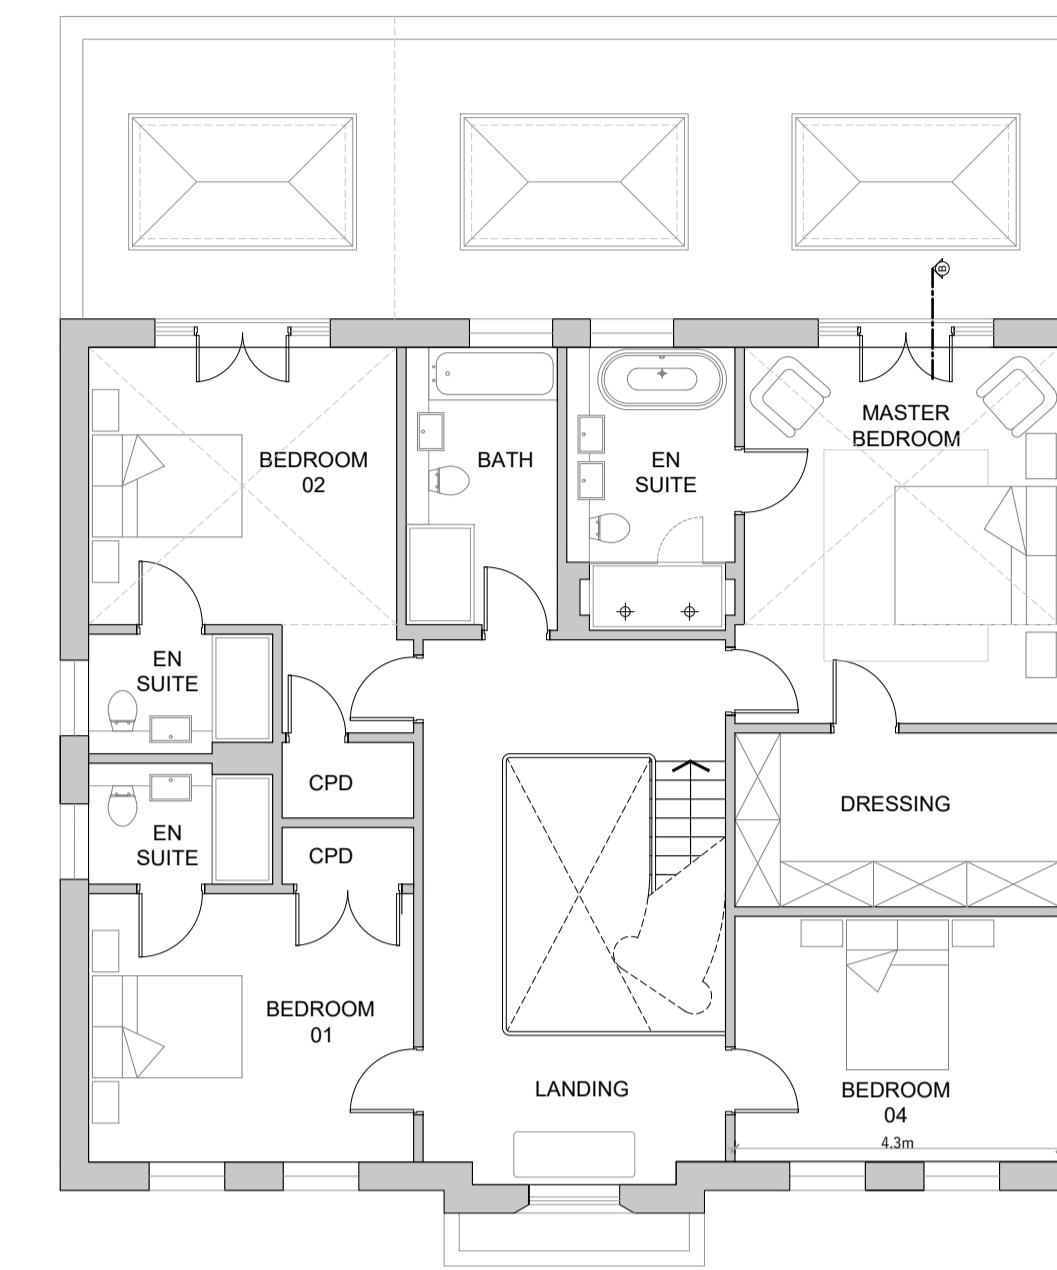 B
MASTER
BEDROOM
BEDROOM
02
BATH
EN
SUITE
EN
SUITE
CPD
DRESSING
EN
SUITE
CPD
BEDROOM
01
LANDING
BEDROOM
04
4.3m